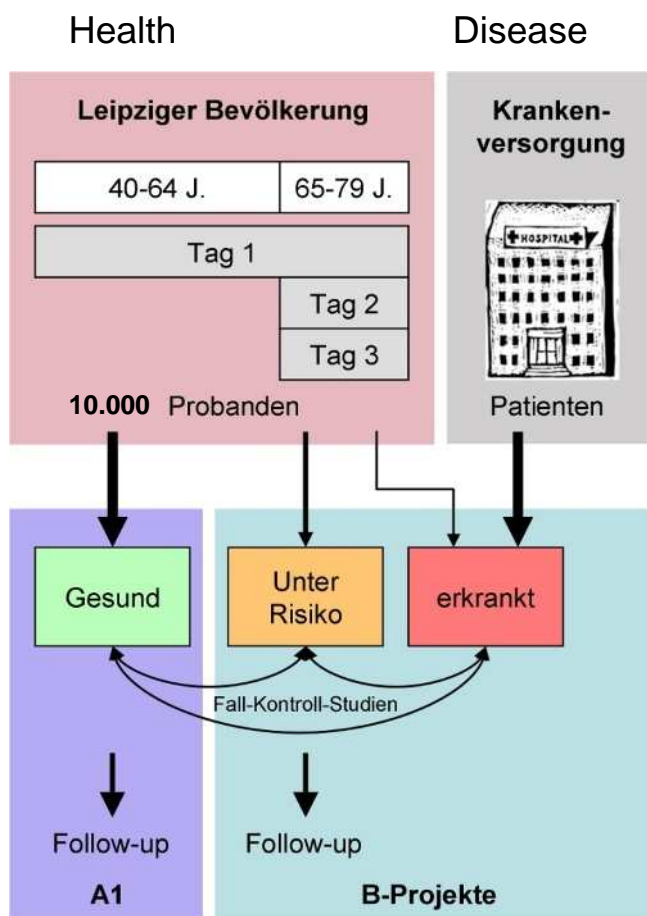 Health
Disease
Leipziger Bevölkerung
40-64 J.
65-79 J.
Tag 1
Tag 2
Tag 3
10.000 Probanden
Kranken-
versorgung
HOSPITAL
Patienten
Gesund
Unter
Risiko
erkrankt
Fall-Kontroll-Studien
Follow-up
Follow-up
A1
B-Projekte